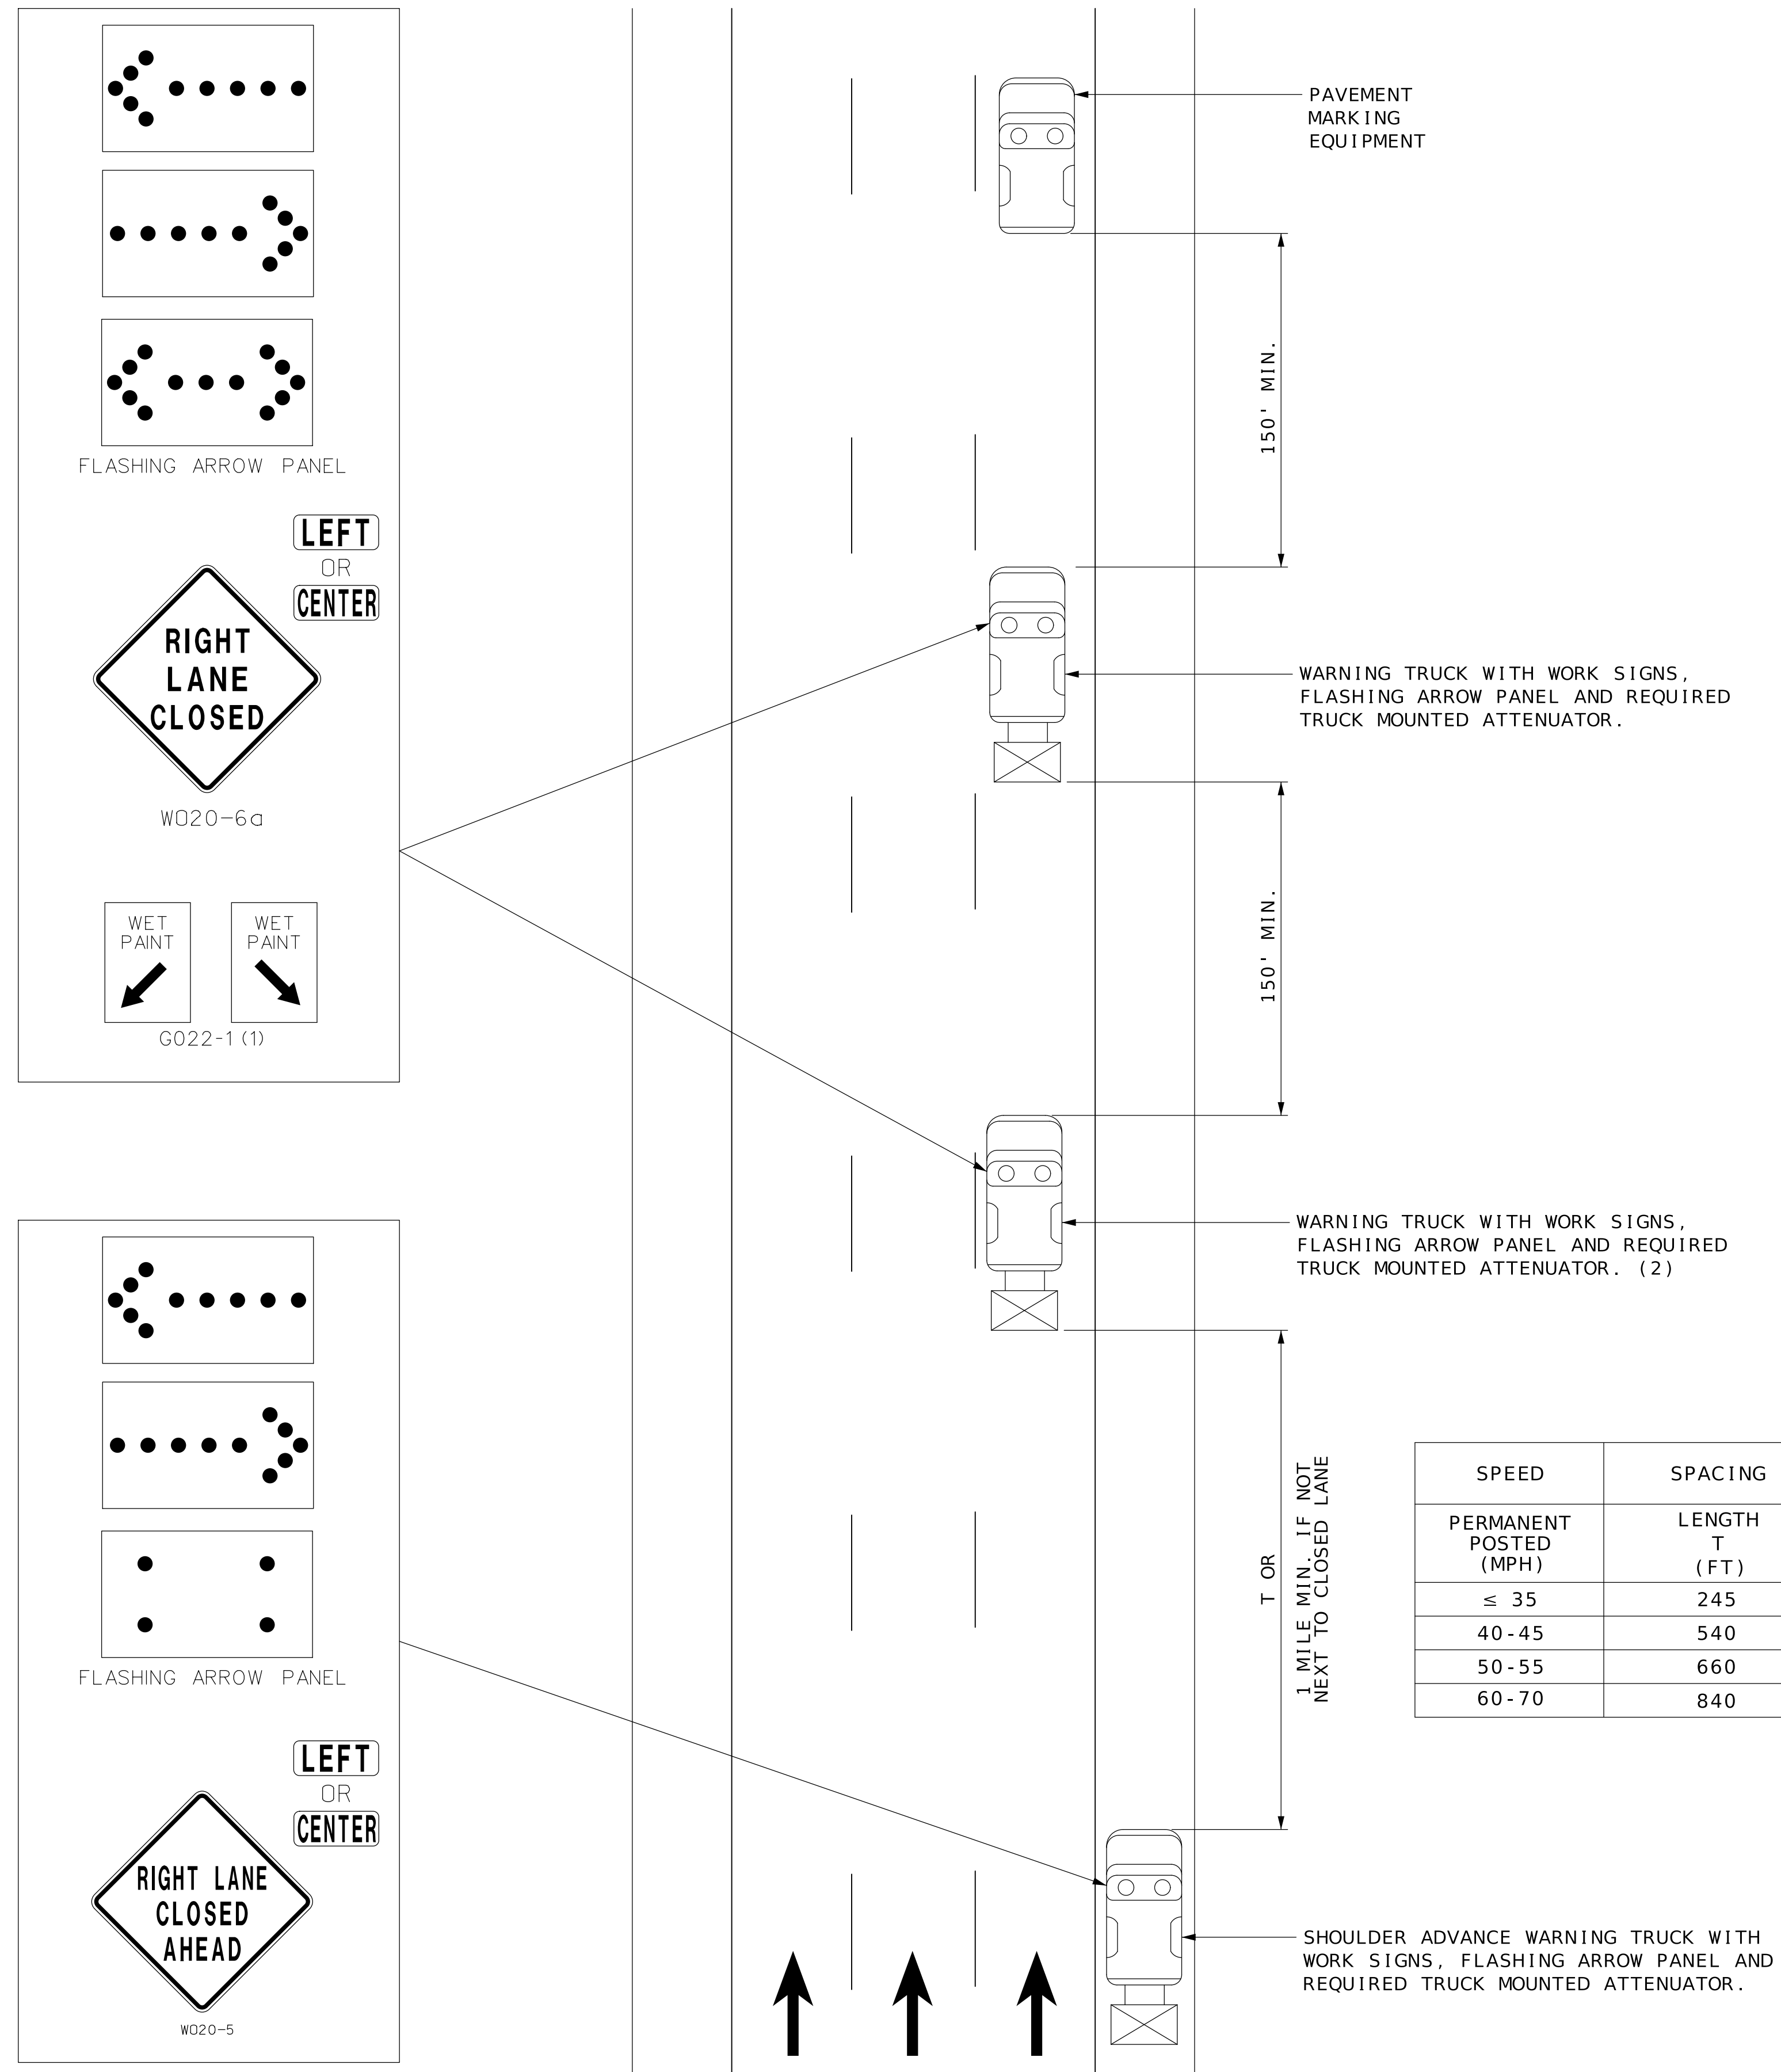 FLASHING ARROW PANEL
LEFT
OR
CENTER
RIGHT
LANE
CLOSED
WO20-6a
WET
PAINT
WET
PAINT
GO22-1(1)
FLASHING ARROW PANEL
LEFT
OR
CENTER
RIGHT LANE
CLOSED
AHEAD
WO20-5
PAVEMENT
MARKING
EQUIPMENT
150' MIN.
WARNING TRUCK WITH WORK SIGNS,
FLASHING ARROW PANEL AND REQUIRED
TRUCK MOUNTED ATTENUATOR.
150' MIN.
WARNING TRUCK WITH WORK SIGNS,
FLASHING ARROW PANEL AND REQUIRED
TRUCK MOUNTED ATTENUATOR. (2)
T OR
1 MILE MIN. IF NOT
NEXT TO CLOSED LANE
SPEED SPACING
PERMANENT
POSTED
(MPH)
LENGTH
T
(FT)
≤ 35 245
40-45 540
50-55 660
60-70 840
SHOULDER ADVANCE WARNING TRUCK WITH
WORK SIGNS, FLASHING ARROW PANEL AND
REQUIRED TRUCK MOUNTED ATTENUATOR.